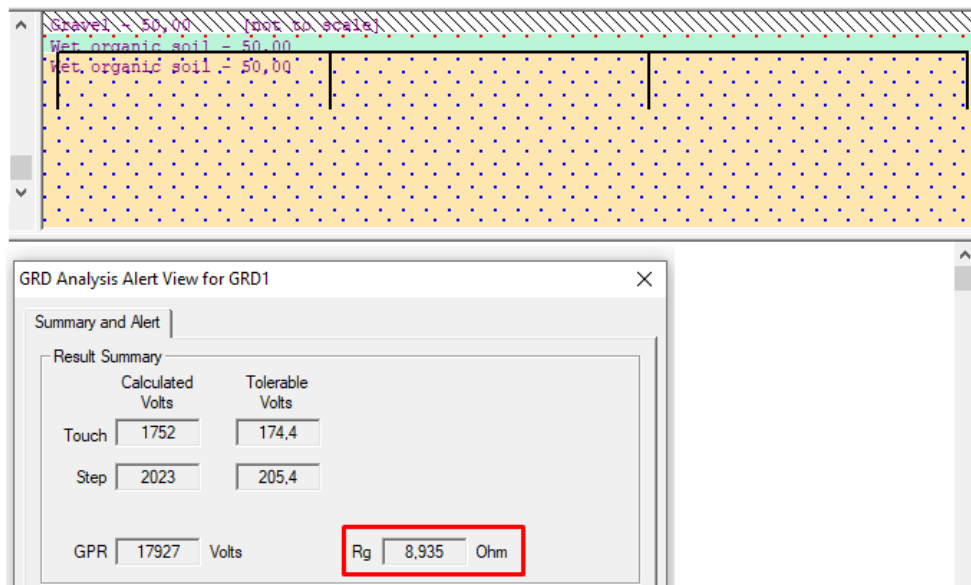 Gravel - 50,00 [not to scale]
Wet organic soil - 50,00
Wet organic soil - 50,00
GRD Analysis Alert View for GRD1
Summary and Alert
Result Summary
Calculated Volts Tolerable Volts
Touch 1752 174,4
Step 2023 205,4
GPR 17927 Volts Rg 8,935 Ohm